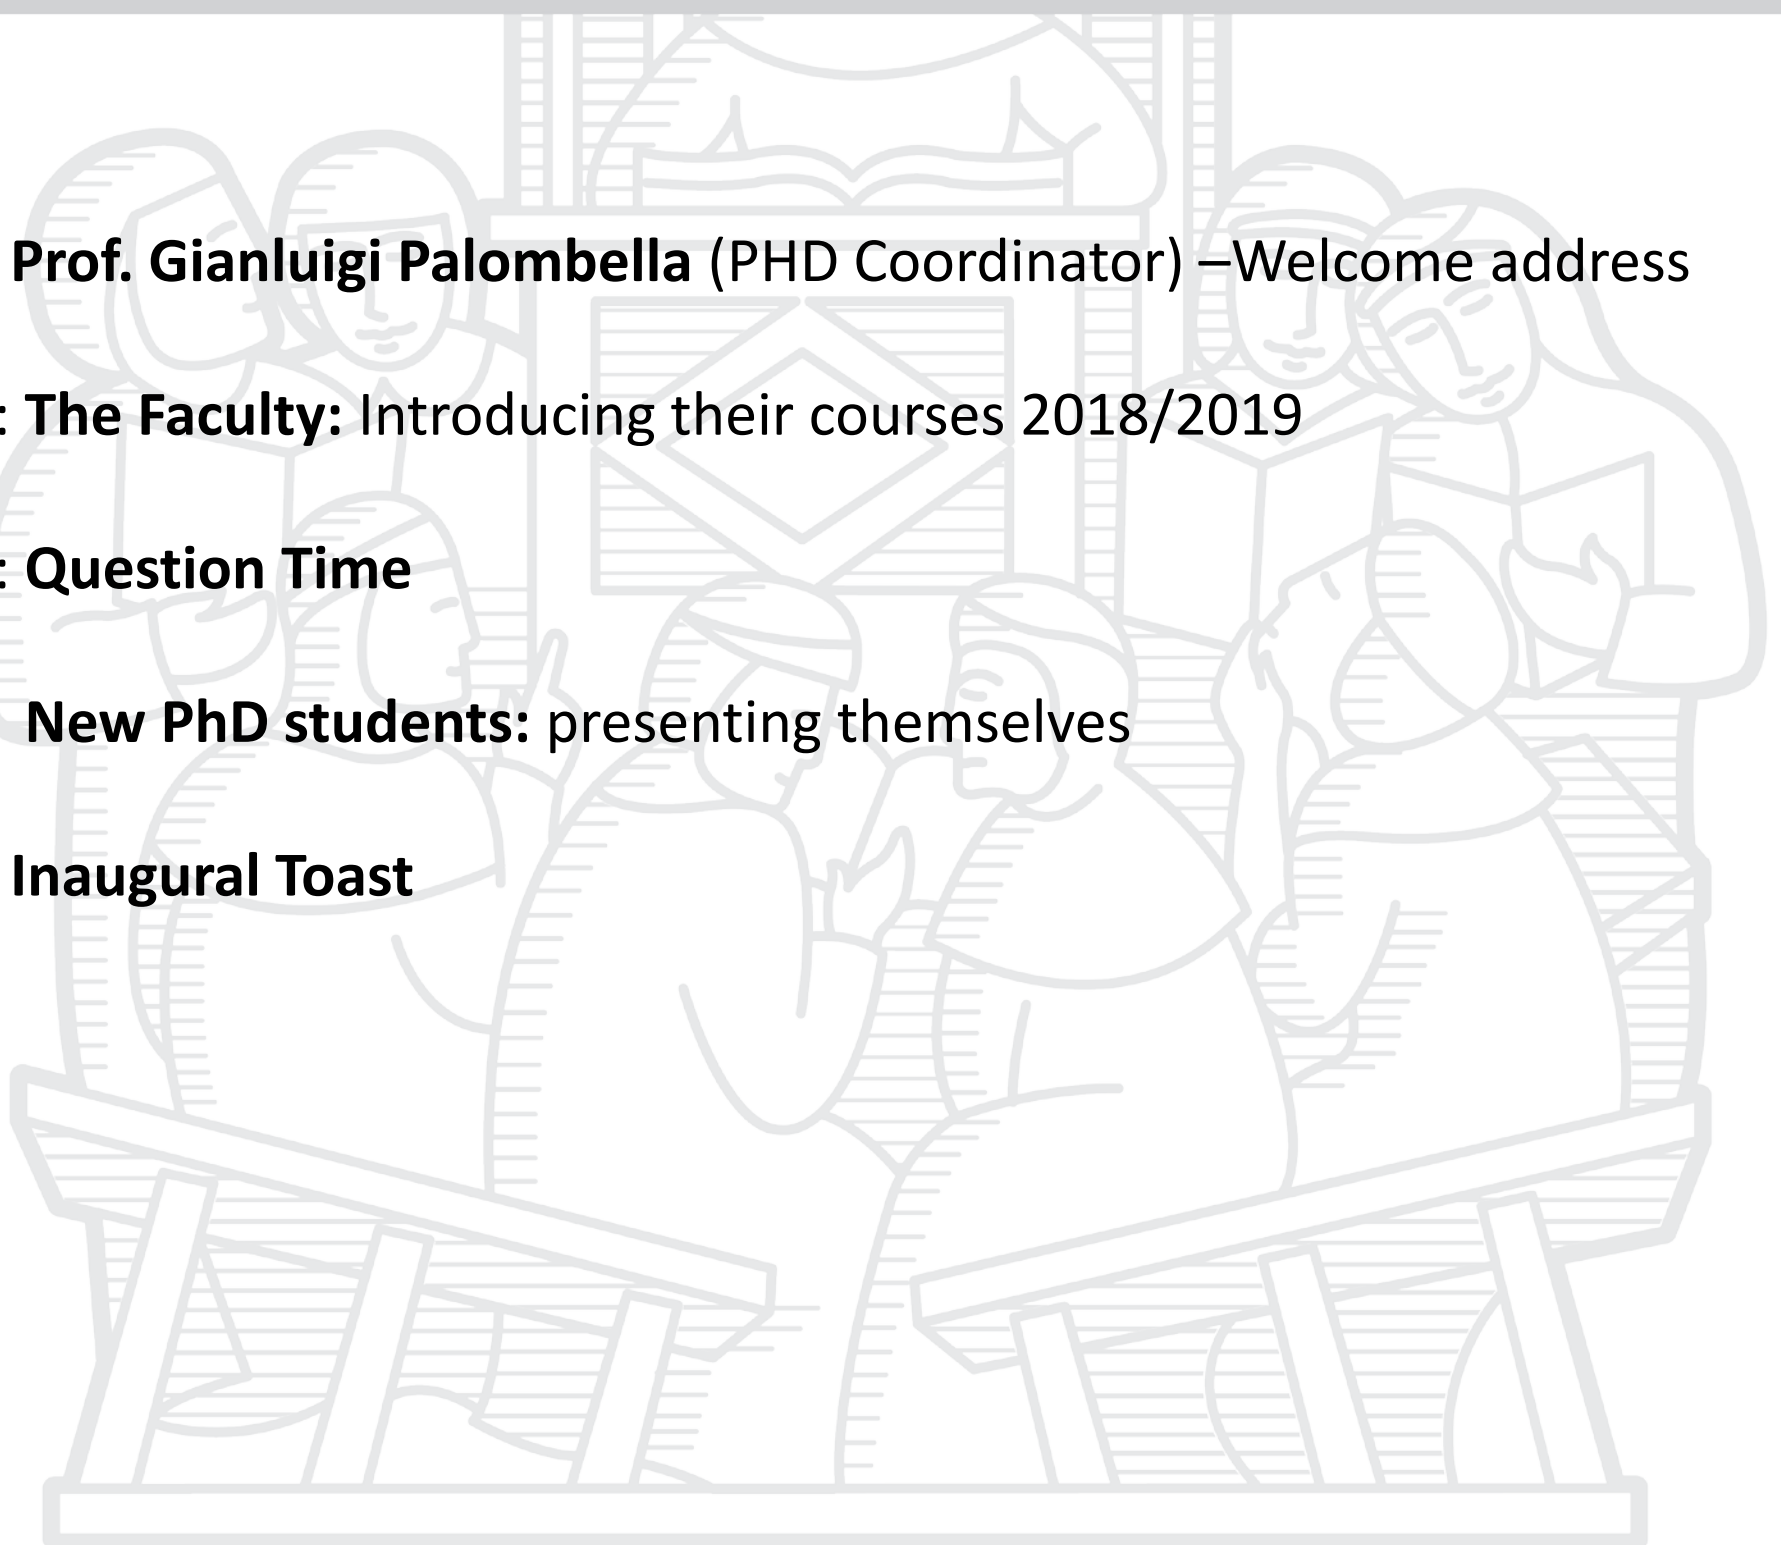 Prof. Gianluigi Palombella (PHD Coordinator) –Welcome address
: The Faculty: Introducing their courses 2018/2019
: Question Time
New PhD students: presenting themselves
Inaugural Toast